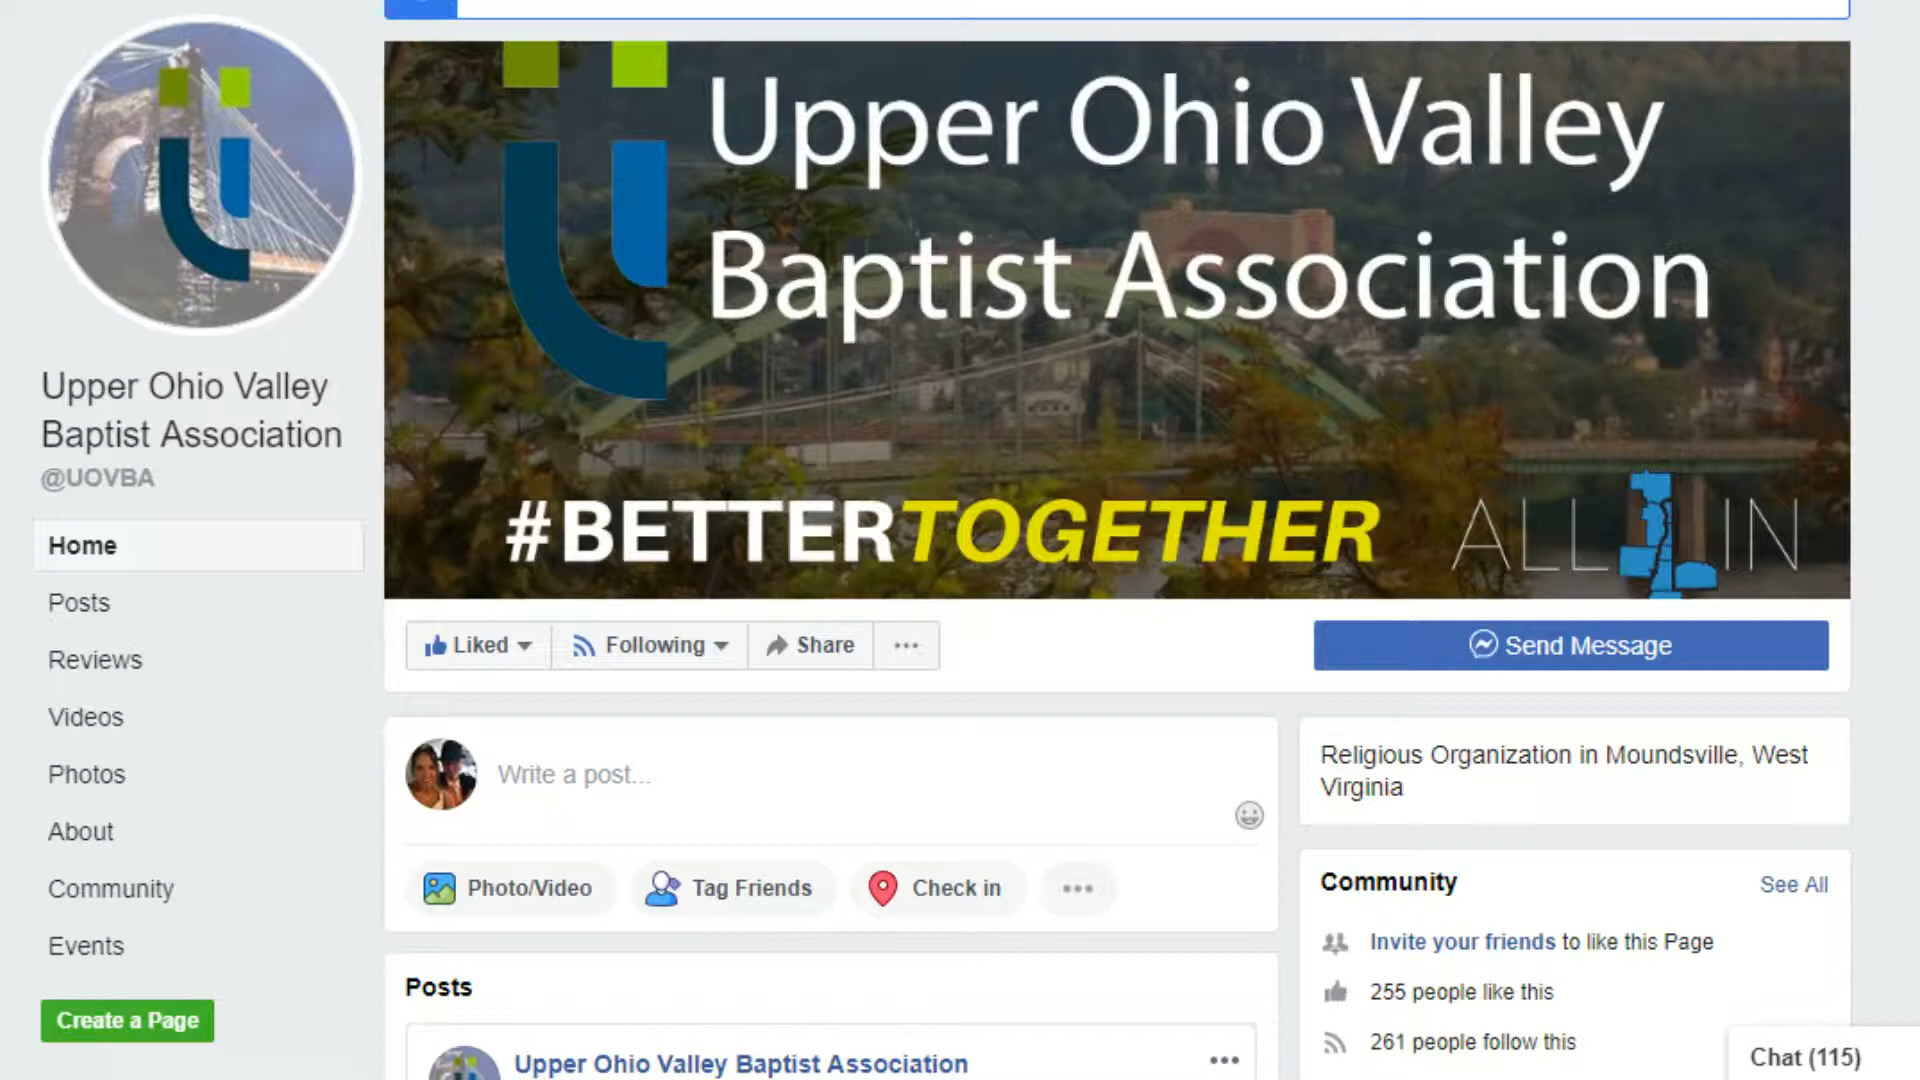 Upper Ohio Valley
Baptist Association
@UOVBA
Home
Posts
Reviews
Videos
Photos
About
Community
Events
Create a Page
Upper Ohio Valley
Baptist Association
#BETTERTOGETHER
ALL IN
Liked
Following
Share
Send Message
Write a post...
Photo/Video
Tag Friends
Check in
Posts
Upper Ohio Valley Baptist Association
Religious Organization in Moundsville, West
Virginia
Community
See All
Invite your friends to like this Page
255 people like this
261 people follow this
Chat (115)